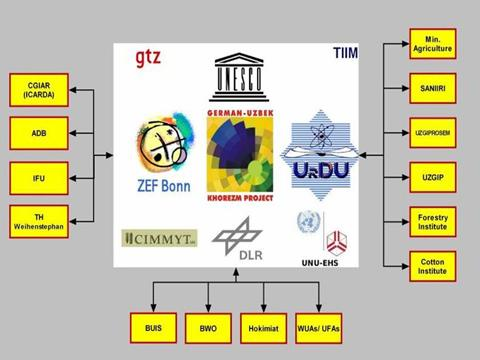 gtz
TIIM
UNESCO
GERMAN-UZBEK
KHOREZM PROJECT
ZEF Bonn
URDU
CIMMYT
DLR
UNU-EHS
CGIAR
(ICARDA)
ADB
IFU
TH
Weihenstephan
Min.
Agriculture
SANIIRI
UZGIPROSEM
UZGIP
Forestry
Institute
Cotton
Institute
BUIS
BWO
Hokimiat
WUAs/ UFAs